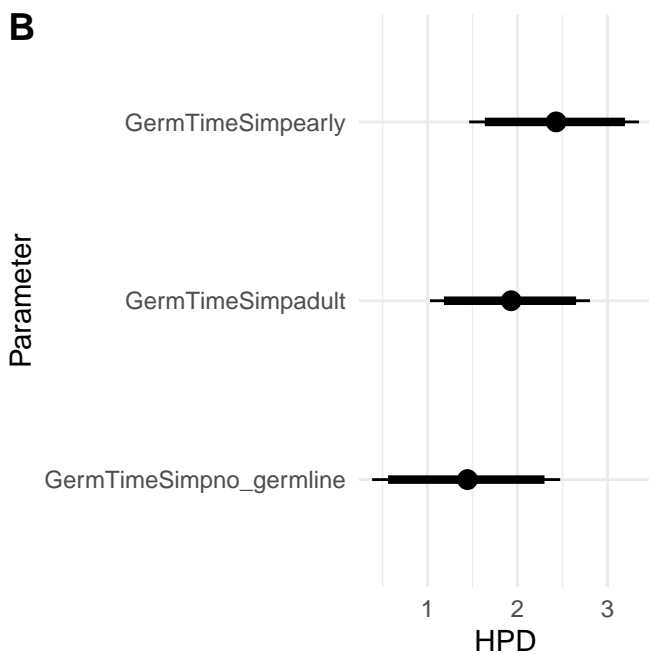 B
Parameter
GermTimeSimpearly
GermTimeSimpadult
GermTimeSimpno_germline
1 2 3
HPD